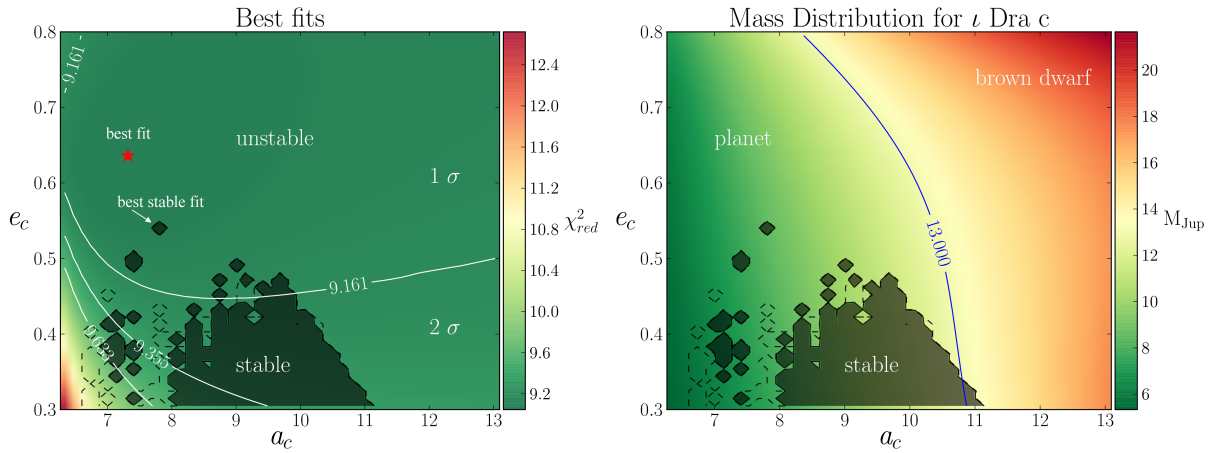 Best fits
0.8
0.7
0.6
0.5
0.4
0.3
e_c
- 9.161 -
best fit
unstable
1 σ
best stable fit
9.161
2 σ
9.355
9.623
stable
7 8 9 10 11 12 13
a_c
12.4
12.0
11.6
11.2
10.8
10.4
10.0
9.6
9.2
χ²_red
Mass Distribution for ι Dra c
0.8
0.7
0.6
0.5
0.4
0.3
e_c
brown dwarf
planet
13.000
stable
7 8 9 10 11 12 13
a_c
20
18
16
14
12
10
8
6
M_Jup